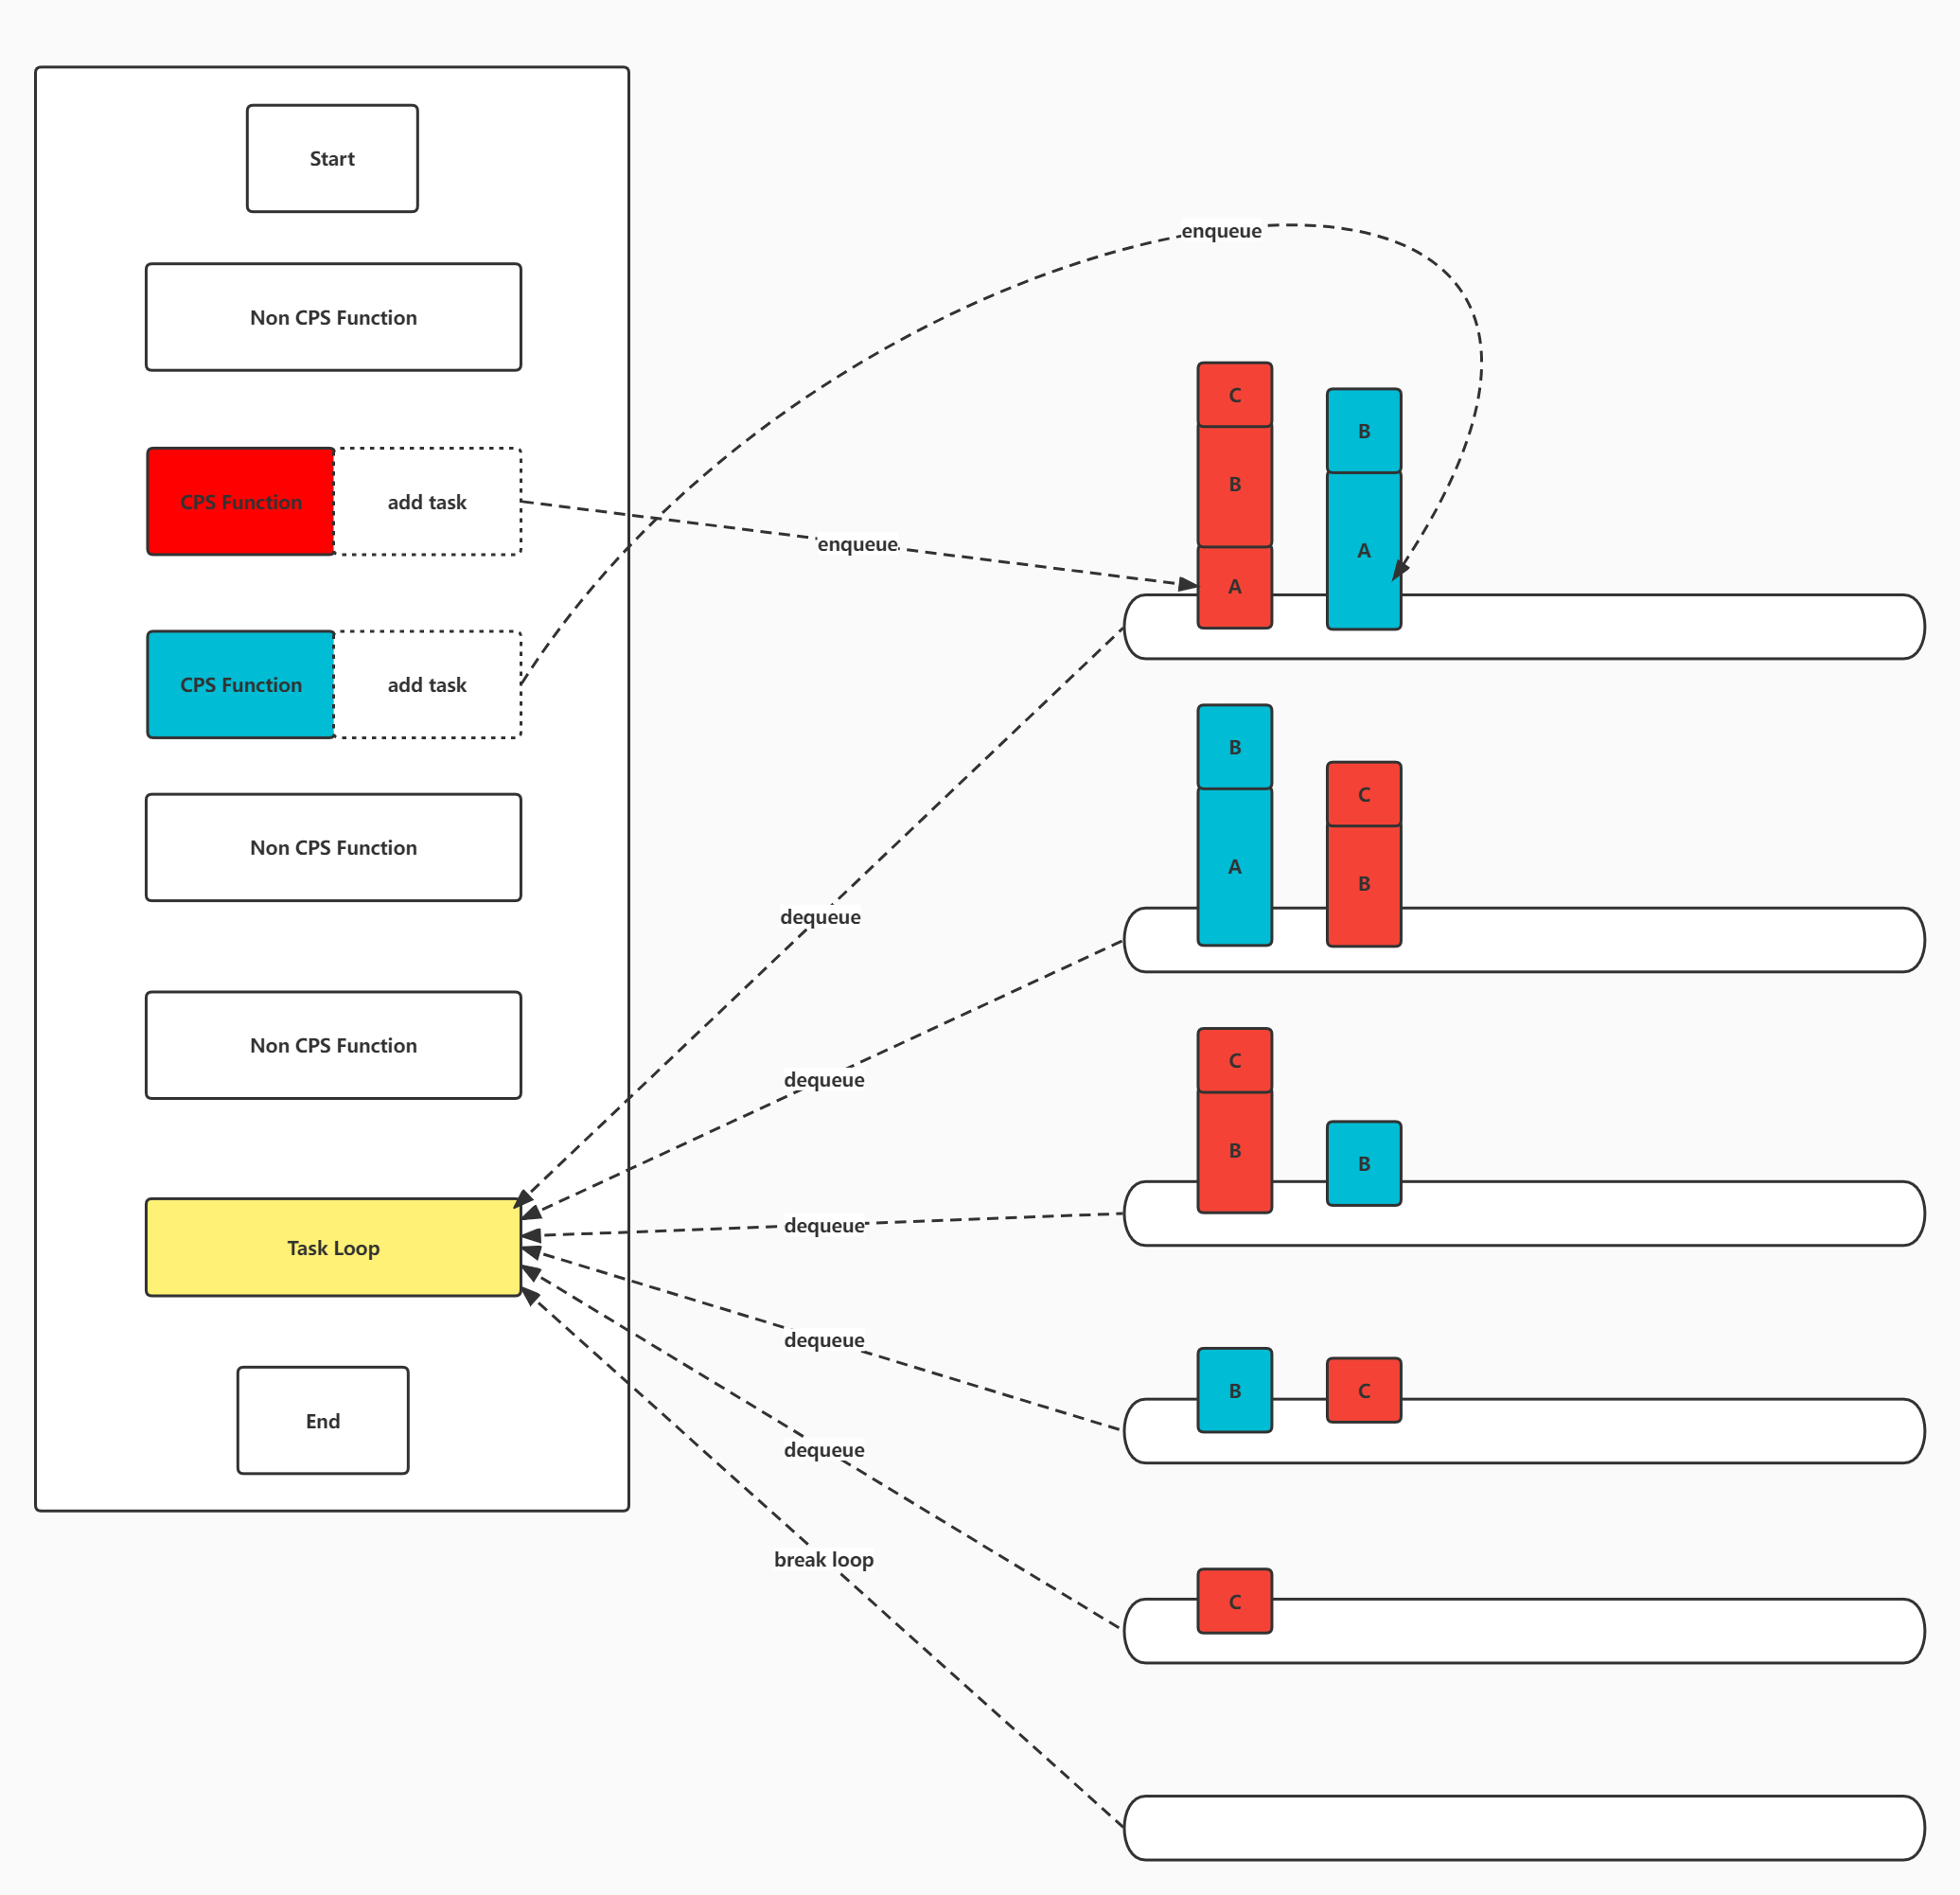 Start
Non CPS Function
CPS Function
add task
CPS Function
add task
Non CPS Function
Non CPS Function
Task Loop
End
enqueue
enqueue
C
B
A
B
A
dequeue
B
A
C
B
dequeue
C
B
B
dequeue
B
C
dequeue
C
dequeue
break loop